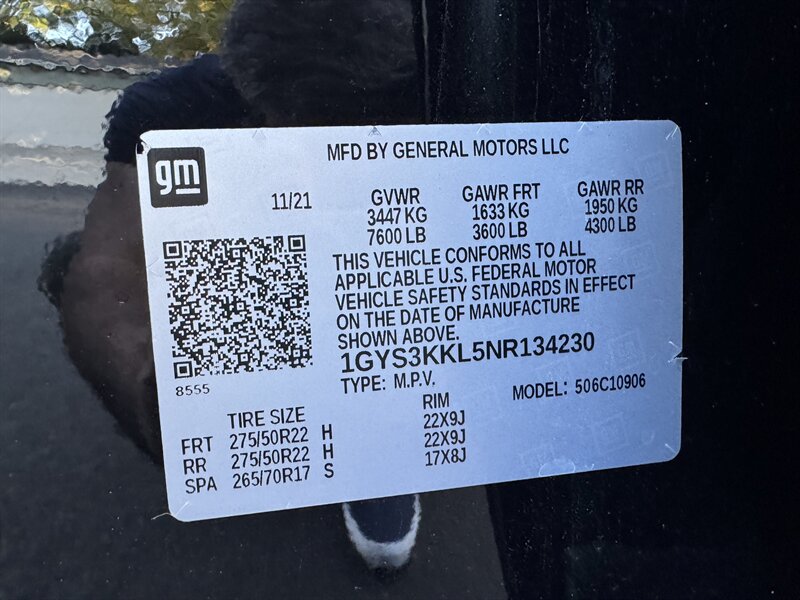 gm
MFD BY GENERAL MOTORS LLC
11/21
GVWR GAWR FRT GAWR RR
3447 KG 1633 KG 1950 KG
7600 LB 3600 LB 4300 LB
THIS VEHICLE CONFORMS TO ALL
APPLICABLE U.S. FEDERAL MOTOR
VEHICLE SAFETY STANDARDS IN EFFECT
ON THE DATE OF MANUFACTURE
SHOWN ABOVE.
1GYS3KKL5NR134230
8555
TYPE: M.P.V. MODEL: 506C10906
TIRE SIZE RIM
FRT 275/50R22 H 22X9J
RR 275/50R22 H 22X9J
SPA 265/70R17 S 17X8J